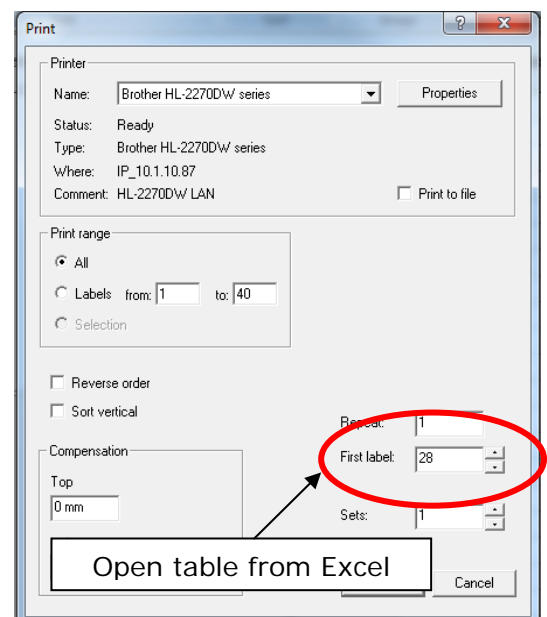 Print
Printer
Name: Brother HL-2270DW series Properties
Status: Ready
Type: Brother HL-2270DW series
Where: IP_10.1.10.87
Comment: HL-2270DW LAN Print to file
Print range
All
Labels from: 1 to: 40
Selection
Reverse order
Sort vertical
Repeat: 1
Compensation
First label: 28
Top
0 mm
Sets: 1
Open table from Excel
Cancel